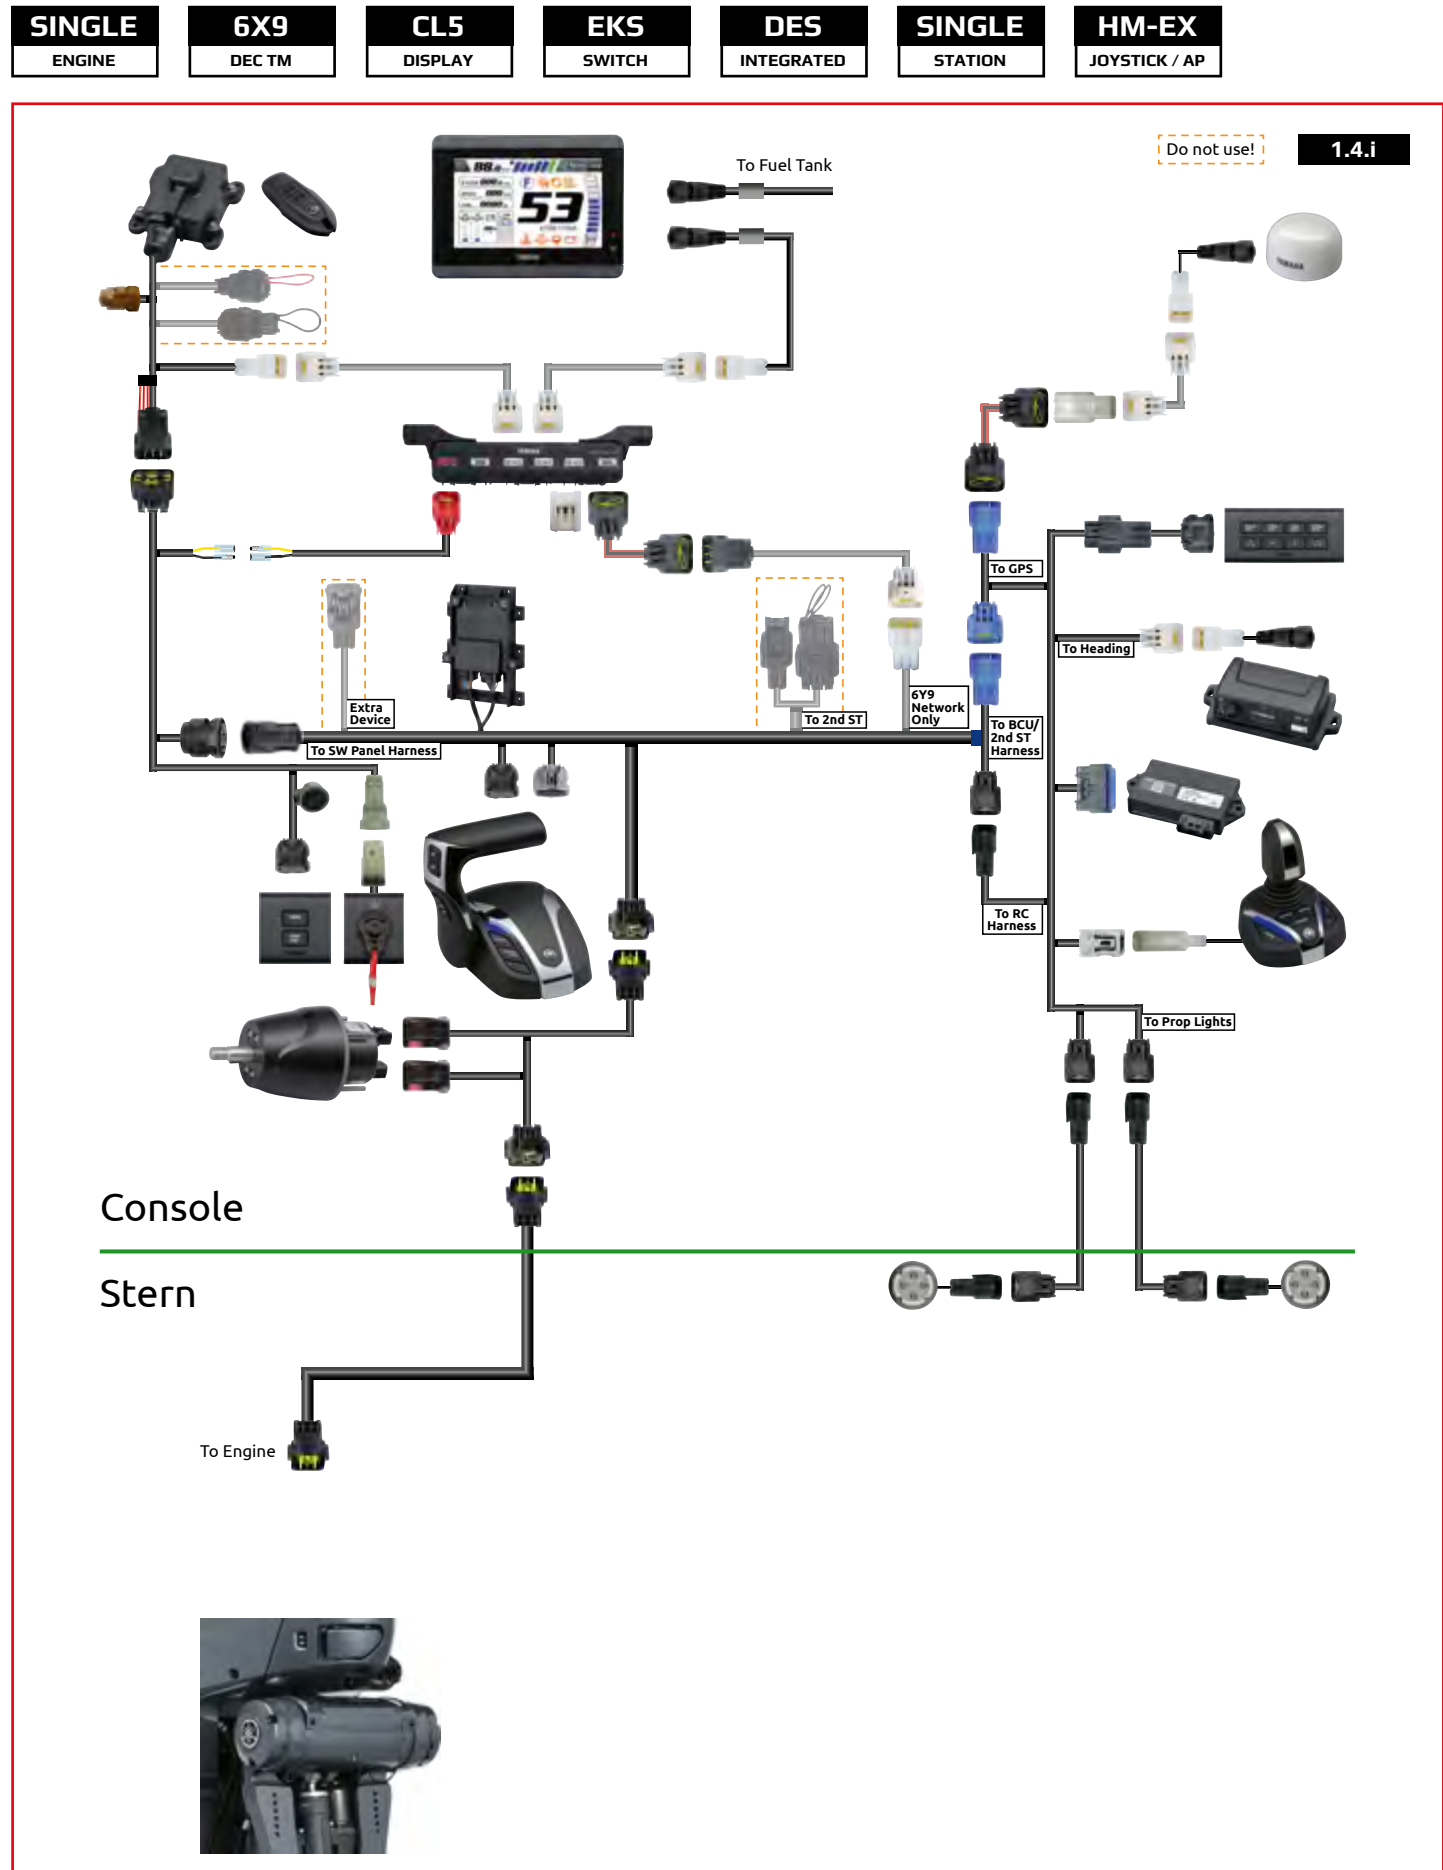 SINGLE
ENGINE
6X9
DEC TM
CL5
DISPLAY
EKS
SWITCH
DES
INTEGRATED
SINGLE
STATION
HM-EX
JOYSTICK / AP
Do not use!
1.4.i
To Fuel Tank
53
YAMAHA
To GPS
To Heading
Extra
Device
To 2nd ST
6Y9
Network
Only
To BCU/
2nd ST
Harness
To SW Panel Harness
To RC
Harness
To Prop Lights
Console
Stern
To Engine